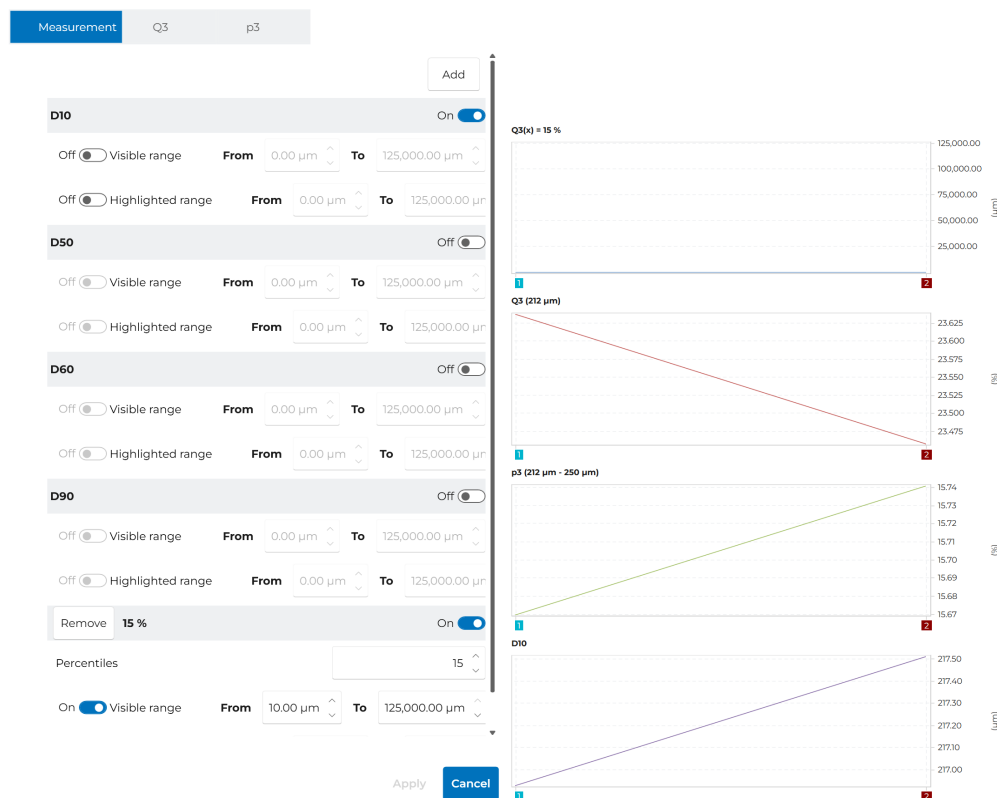 Measurement Q3 p3
Add
D10 On
Off Visible range From 0.00 µm To 125,000.00 µm
Off Highlighted range From 0.00 µm To 125,000.00 µm
D50 Off
Off Visible range From 0.00 µm To 125,000.00 µm
Off Highlighted range From 0.00 µm To 125,000.00 µm
D60 Off
Off Visible range From 0.00 µm To 125,000.00 µm
Off Highlighted range From 0.00 µm To 125,000.00 µm
D90 Off
Off Visible range From 0.00 µm To 125,000.00 µm
Off Highlighted range From 0.00 µm To 125,000.00 µm
Remove 15 % On
Percentiles 15
On Visible range From 10.00 µm To 125,000.00 µm
Apply Cancel
Q3(x) = 15 %
125,000.00
100,000.00
75,000.00
50,000.00
25,000.00
(µm)
1 2
Q3 (212 µm)
23.625
23.600
23.575
23.550
23.525
23.500
23.475
(%)
1 2
p3 (212 µm - 250 µm)
15.74
15.73
15.72
15.71
15.70
15.69
15.68
15.67
(%)
1 2
D10
217.50
217.40
217.30
217.20
217.10
217.00
(µm)
1 2